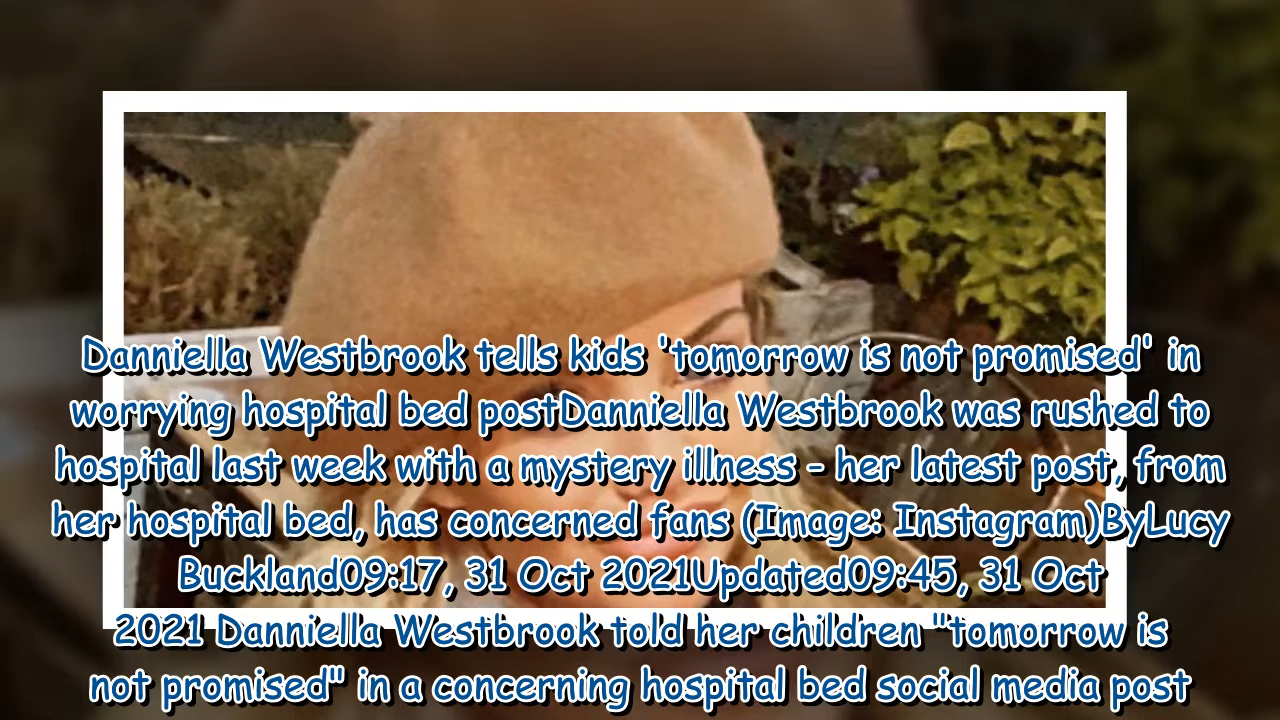 Danniella Westbrook tells kids 'tomorrow is not promised' in
worrying hospital bed postDanniella Westbrook was rushed to
hospital last week with a mystery illness - her latest post, from
her hospital bed, has concerned fans (Image: Instagram)ByLucy
Buckland09:17, 31 Oct 2021Updated09:45, 31 Oct
2021 Danniella Westbrook told her children "tomorrow is
not promised" in a concerning hospital bed social media post